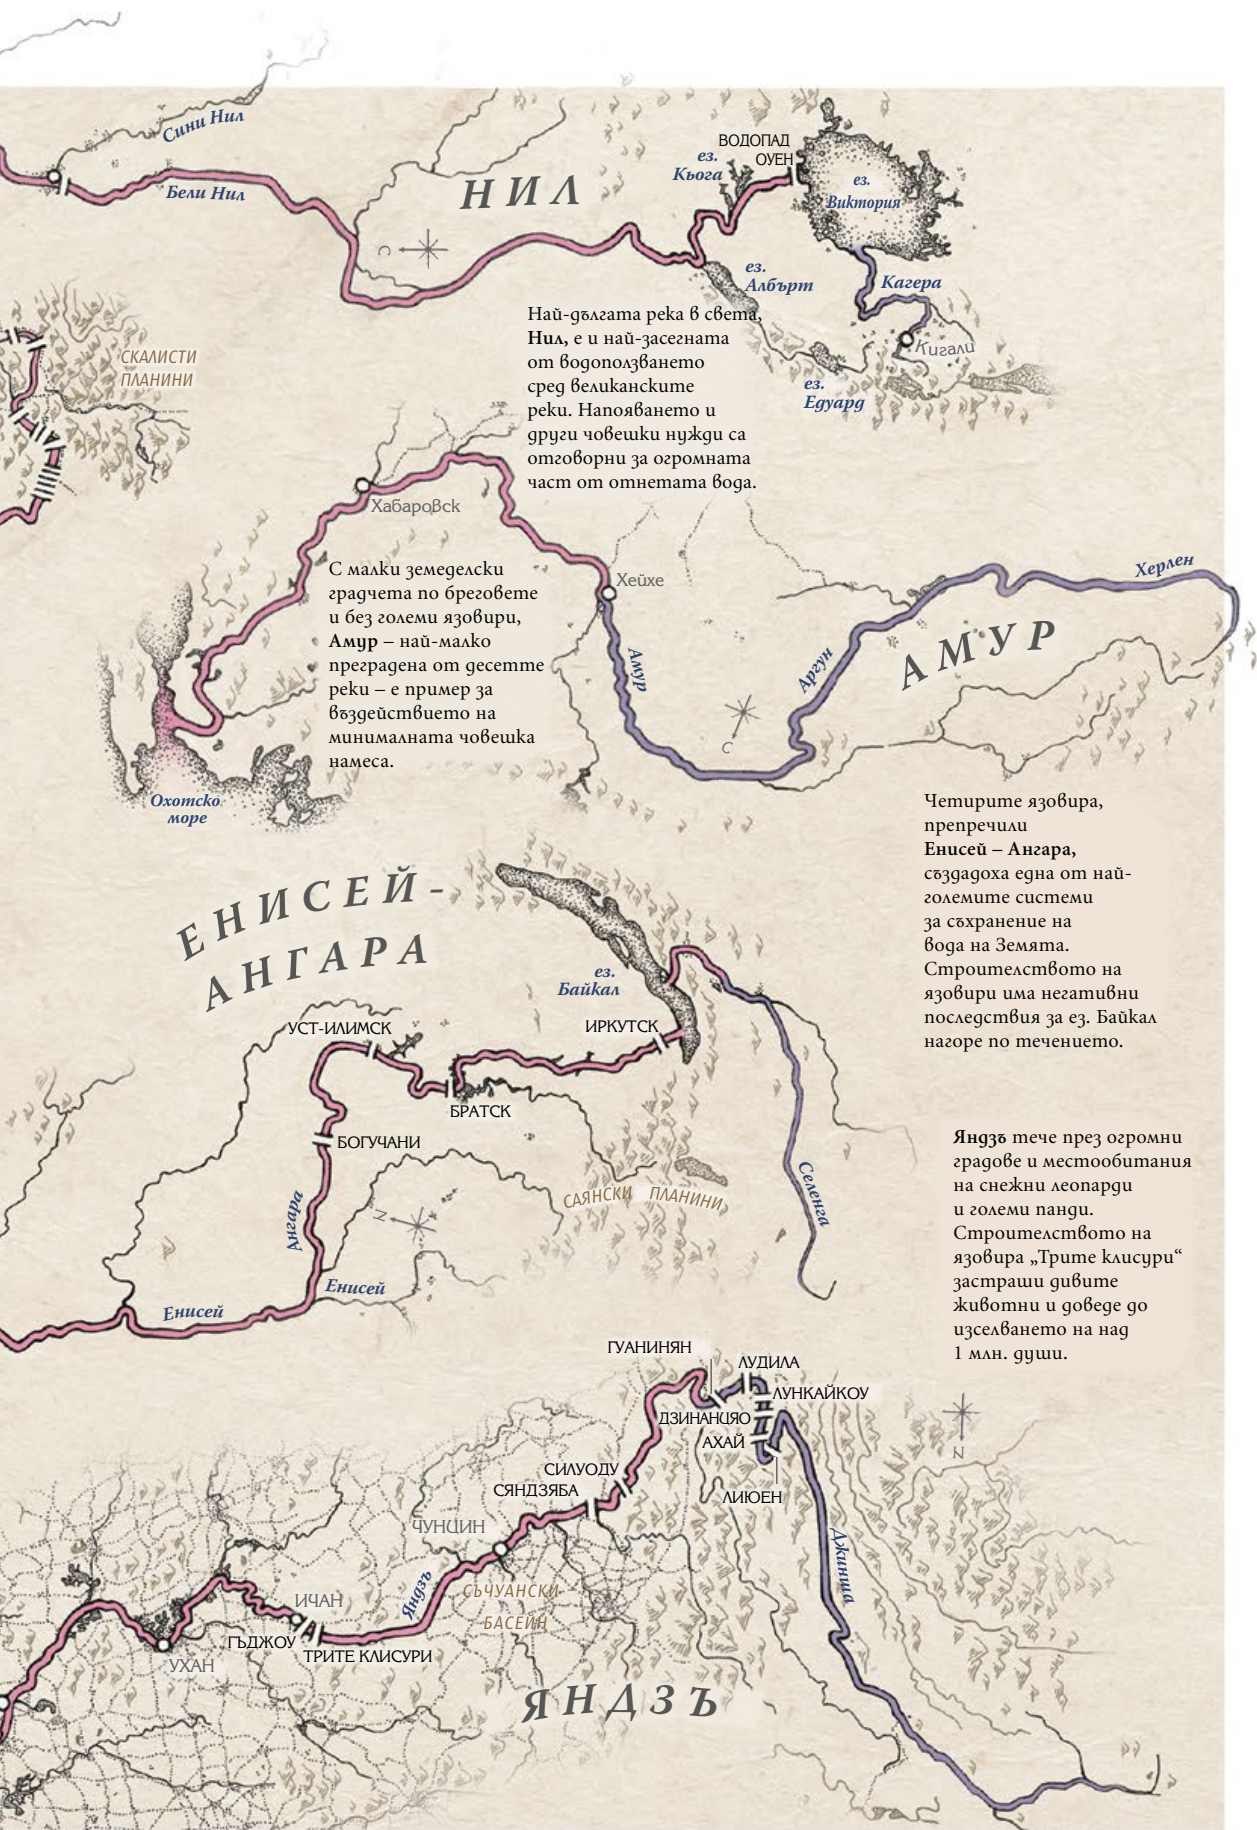 Сини Нил
Бели Нил
НИЛ
С
ВОДОПАД
ОУЕН
ез.
Кьога
ез.
Виктория
ез.
Албърт
Кагера
Кигали
ез.
Едуард
СКАЛИСТИ
ПЛАНИНИ
Най-дългата река в света,
Нил, е и най-засегната
от водоползването
сред великанските
реки. Напояването и
други човешки нужди са
отговорни за огромната
част от отнетата вода.
Хабаровск
Хейхе
Херлен
Аргун
Амур
АМУР
С
С малки земеделски
градчета по бреговете
и без големи язовири,
Амур – най-малко
преградена от десетте
реки – е пример за
въздействието на
минималната човешка
намеса.
Охотско
море
Четирите язовира,
препречили
Енисей – Ангара,
създадоха една от най-
големите системи
за съхранение на
вода на Земята.
Строителството на
язовири има негативни
последствия за ез. Байкал
нагоре по течението.
ЕНИСЕЙ-
АНГАРА
ез.
Байкал
УСТ-ИЛИМСК
ИРКУТСК
БРАТСК
БОГУЧАНИ
САЯНСКИ ПЛАНИНИ
Селенга
Ангара
N
Енисей
Енисей
Яндзъ тече през огромни
градове и местообитания
на снежни леопарди
и големи панди.
Строителството на
язовира „Трите клисури“
застраши дивите
животни и доведе до
изселването на над
1 млн. души.
ГУАНИНЯН
ЛУДИЛА
ЛУНКАЙКОУ
ДЗИНАНЦЯО
АХАЙ
ЛИЮЕН
N
СИЛУОДУ
СЯНДЗЯБА
ЧУНЦИН
Яндзъ
СЪЧУАНСКИ
БАСЕЙН
Джинша
ИЧАН
ГЪДЖОУ
ТРИТЕ КЛИСУРИ
УХАН
ЯНДЗЪ